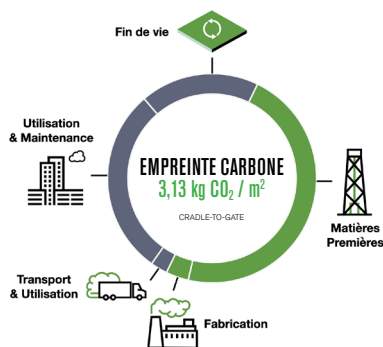 Fin de vie
Utilisation
& Maintenance
EMPREINTE CARBONE
3,13 kg CO₂ / m²
CRADLE-TO-GATE
Matières
Premières
Transport
& Utilisation
Fabrication